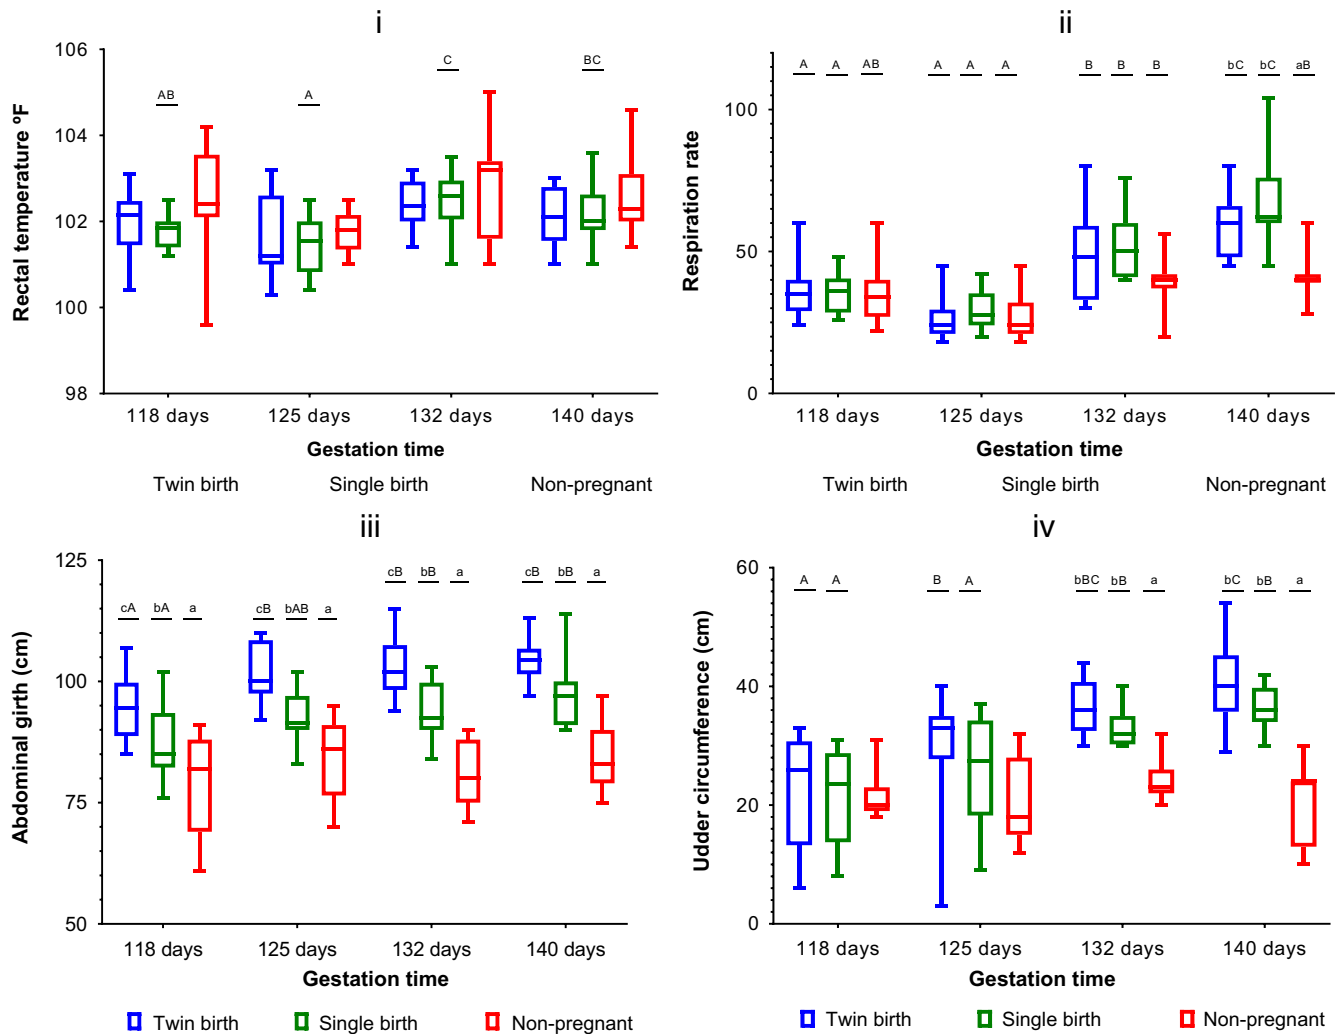 i
Rectal temperature ºF
106
104
102
100
98
AB
A
C
BC
118 days
125 days
132 days
140 days
Gestation time
Twin birth
Single birth
Non-pregnant
ii
Respiration rate
100
50
0
A
A
AB
A
A
A
B
B
B
bC
bC
aB
118 days
125 days
132 days
140 days
Gestation time
Twin birth
Single birth
Non-pregnant
iii
Abdominal girth (cm)
125
100
75
50
cA
bA
a
cB
bAB
a
cB
bB
a
cB
bB
a
118 days
125 days
132 days
140 days
Gestation time
Twin birth
Single birth
Non-pregnant
iv
Udder circumference (cm)
60
40
20
0
A
A
B
A
bBC
bB
a
bC
bB
a
118 days
125 days
132 days
140 days
Gestation time
Twin birth
Single birth
Non-pregnant